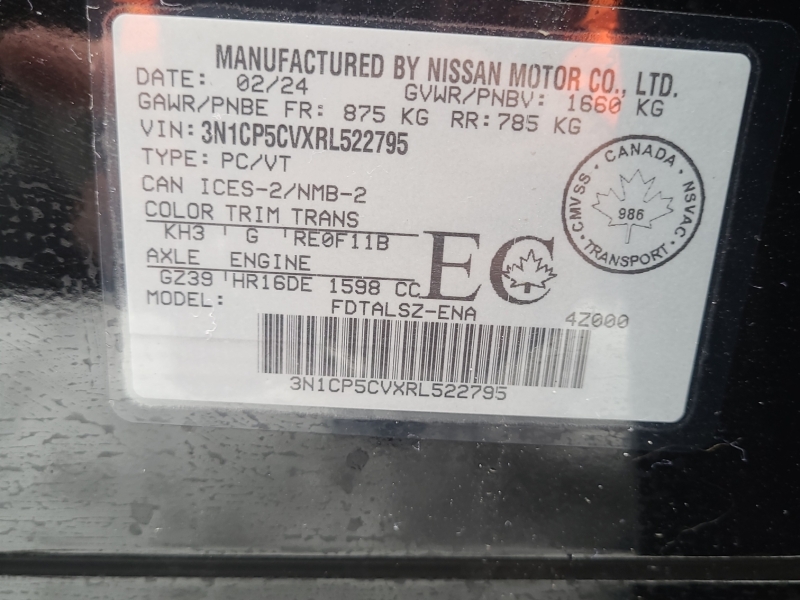 MANUFACTURED BY NISSAN MOTOR CO., LTD.
DATE: 02/24 GVWR/PNBV: 1660 KG
GAWR/PNBE FR: 875 KG RR: 785 KG
VIN: 3N1CP5CVXRL522795
TYPE: PC/VT
CAN ICES-2/NMB-2
COLOR TRIM TRANS
KH3 G RE0F11B
AXLE ENGINE
GZ39 HR16DE 1598 CC
MODEL: FDTALSZ-ENA 4Z000
EC
CANADA
CMVSS NSVAC
986
TRANSPORT
3N1CP5CVXRL522795